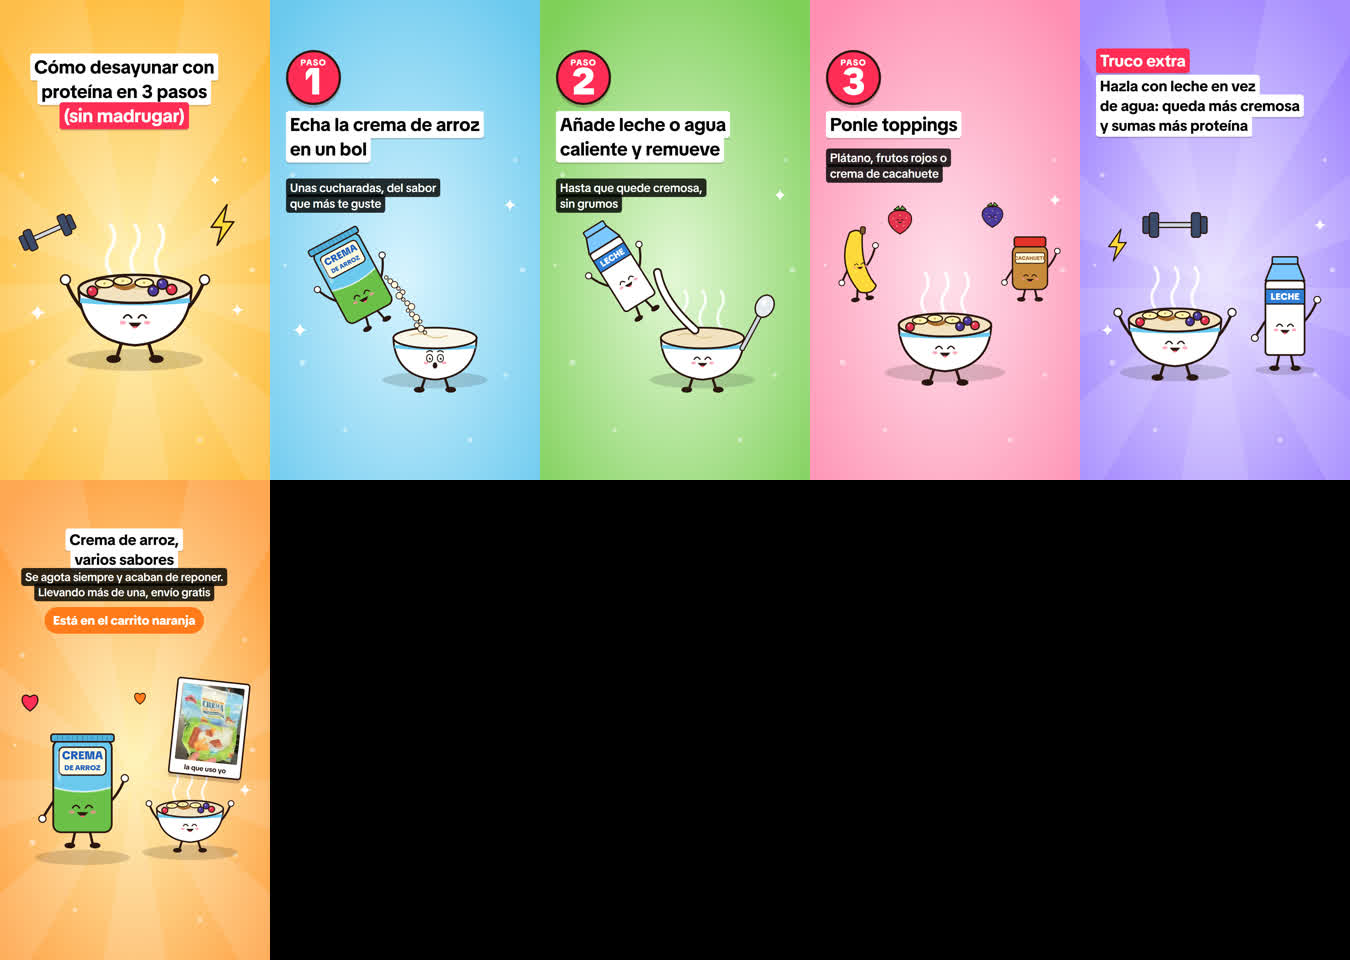 Cómo desayunar con
proteína en 3 pasos
(sin madrugar)
PASO
1
Echa la crema de arroz
en un bol
Unas cucharadas, del sabor
que más te guste
CREMA
DE ARROZ
PASO
2
Añade leche o agua
caliente y remueve
Hasta que quede cremosa,
sin grumos
LECHE
PASO
3
Ponle toppings
Plátano, frutos rojos o
crema de cacahuete
Truco extra
Hazla con leche en vez
de agua: queda más cremosa
y sumas más proteína
LECHE
Crema de arroz,
varios sabores
Se agota siempre y acaban de reponer.
Llevando más de una, envío gratis
Está en el carrito naranja
CREMA
la que uso yo
CREMA
DE ARROZ